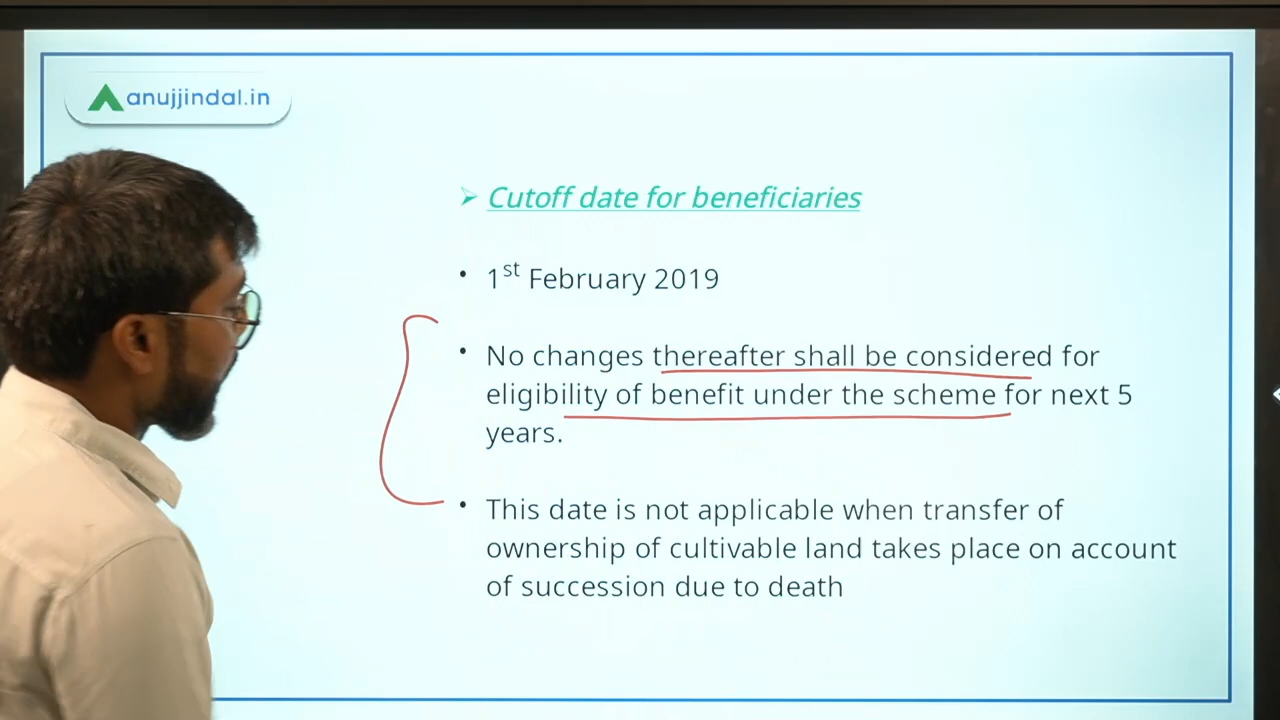 anujjindal.in
➢ Cutoff date for beneficiaries
• 1st February 2019
• No changes thereafter shall be considered for
eligibility of benefit under the scheme for next 5
years.
• This date is not applicable when transfer of
ownership of cultivable land takes place on account
of succession due to death